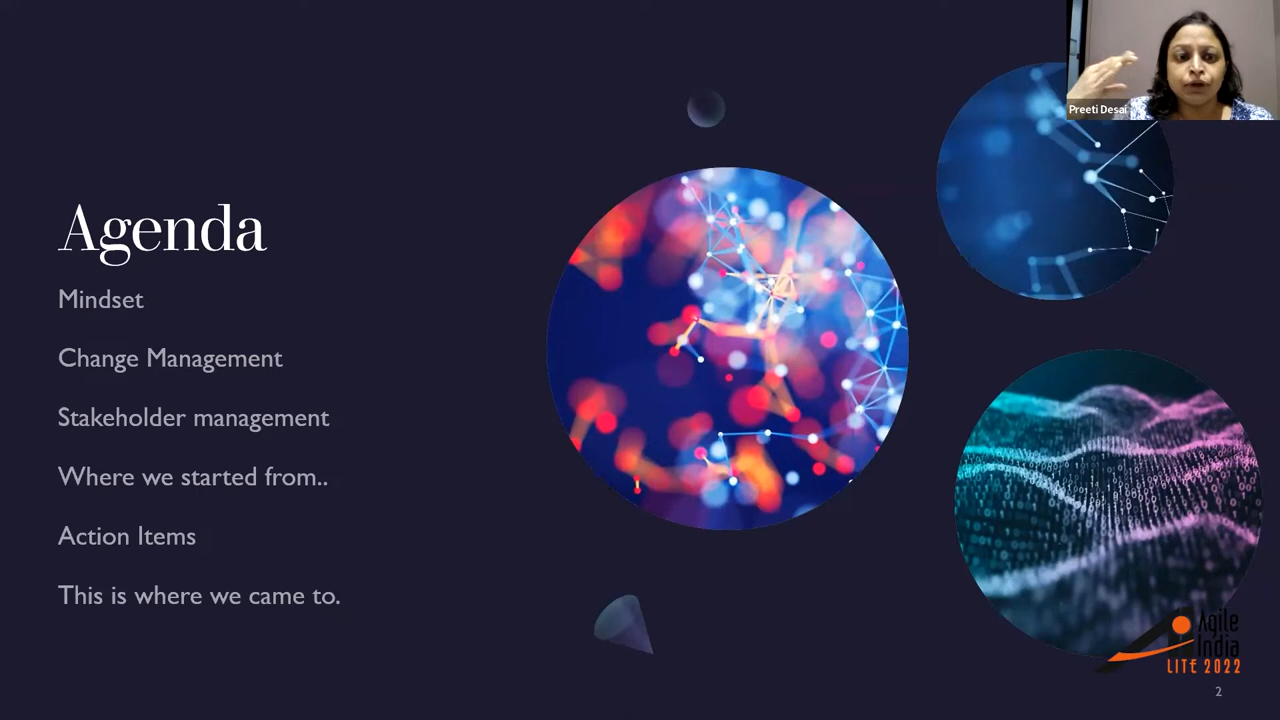 Preeti Desai
Agenda
Mindset
Change Management
Stakeholder management
Where we started from..
Action Items
This is where we came to.
Agile
India
LITE 2022
2